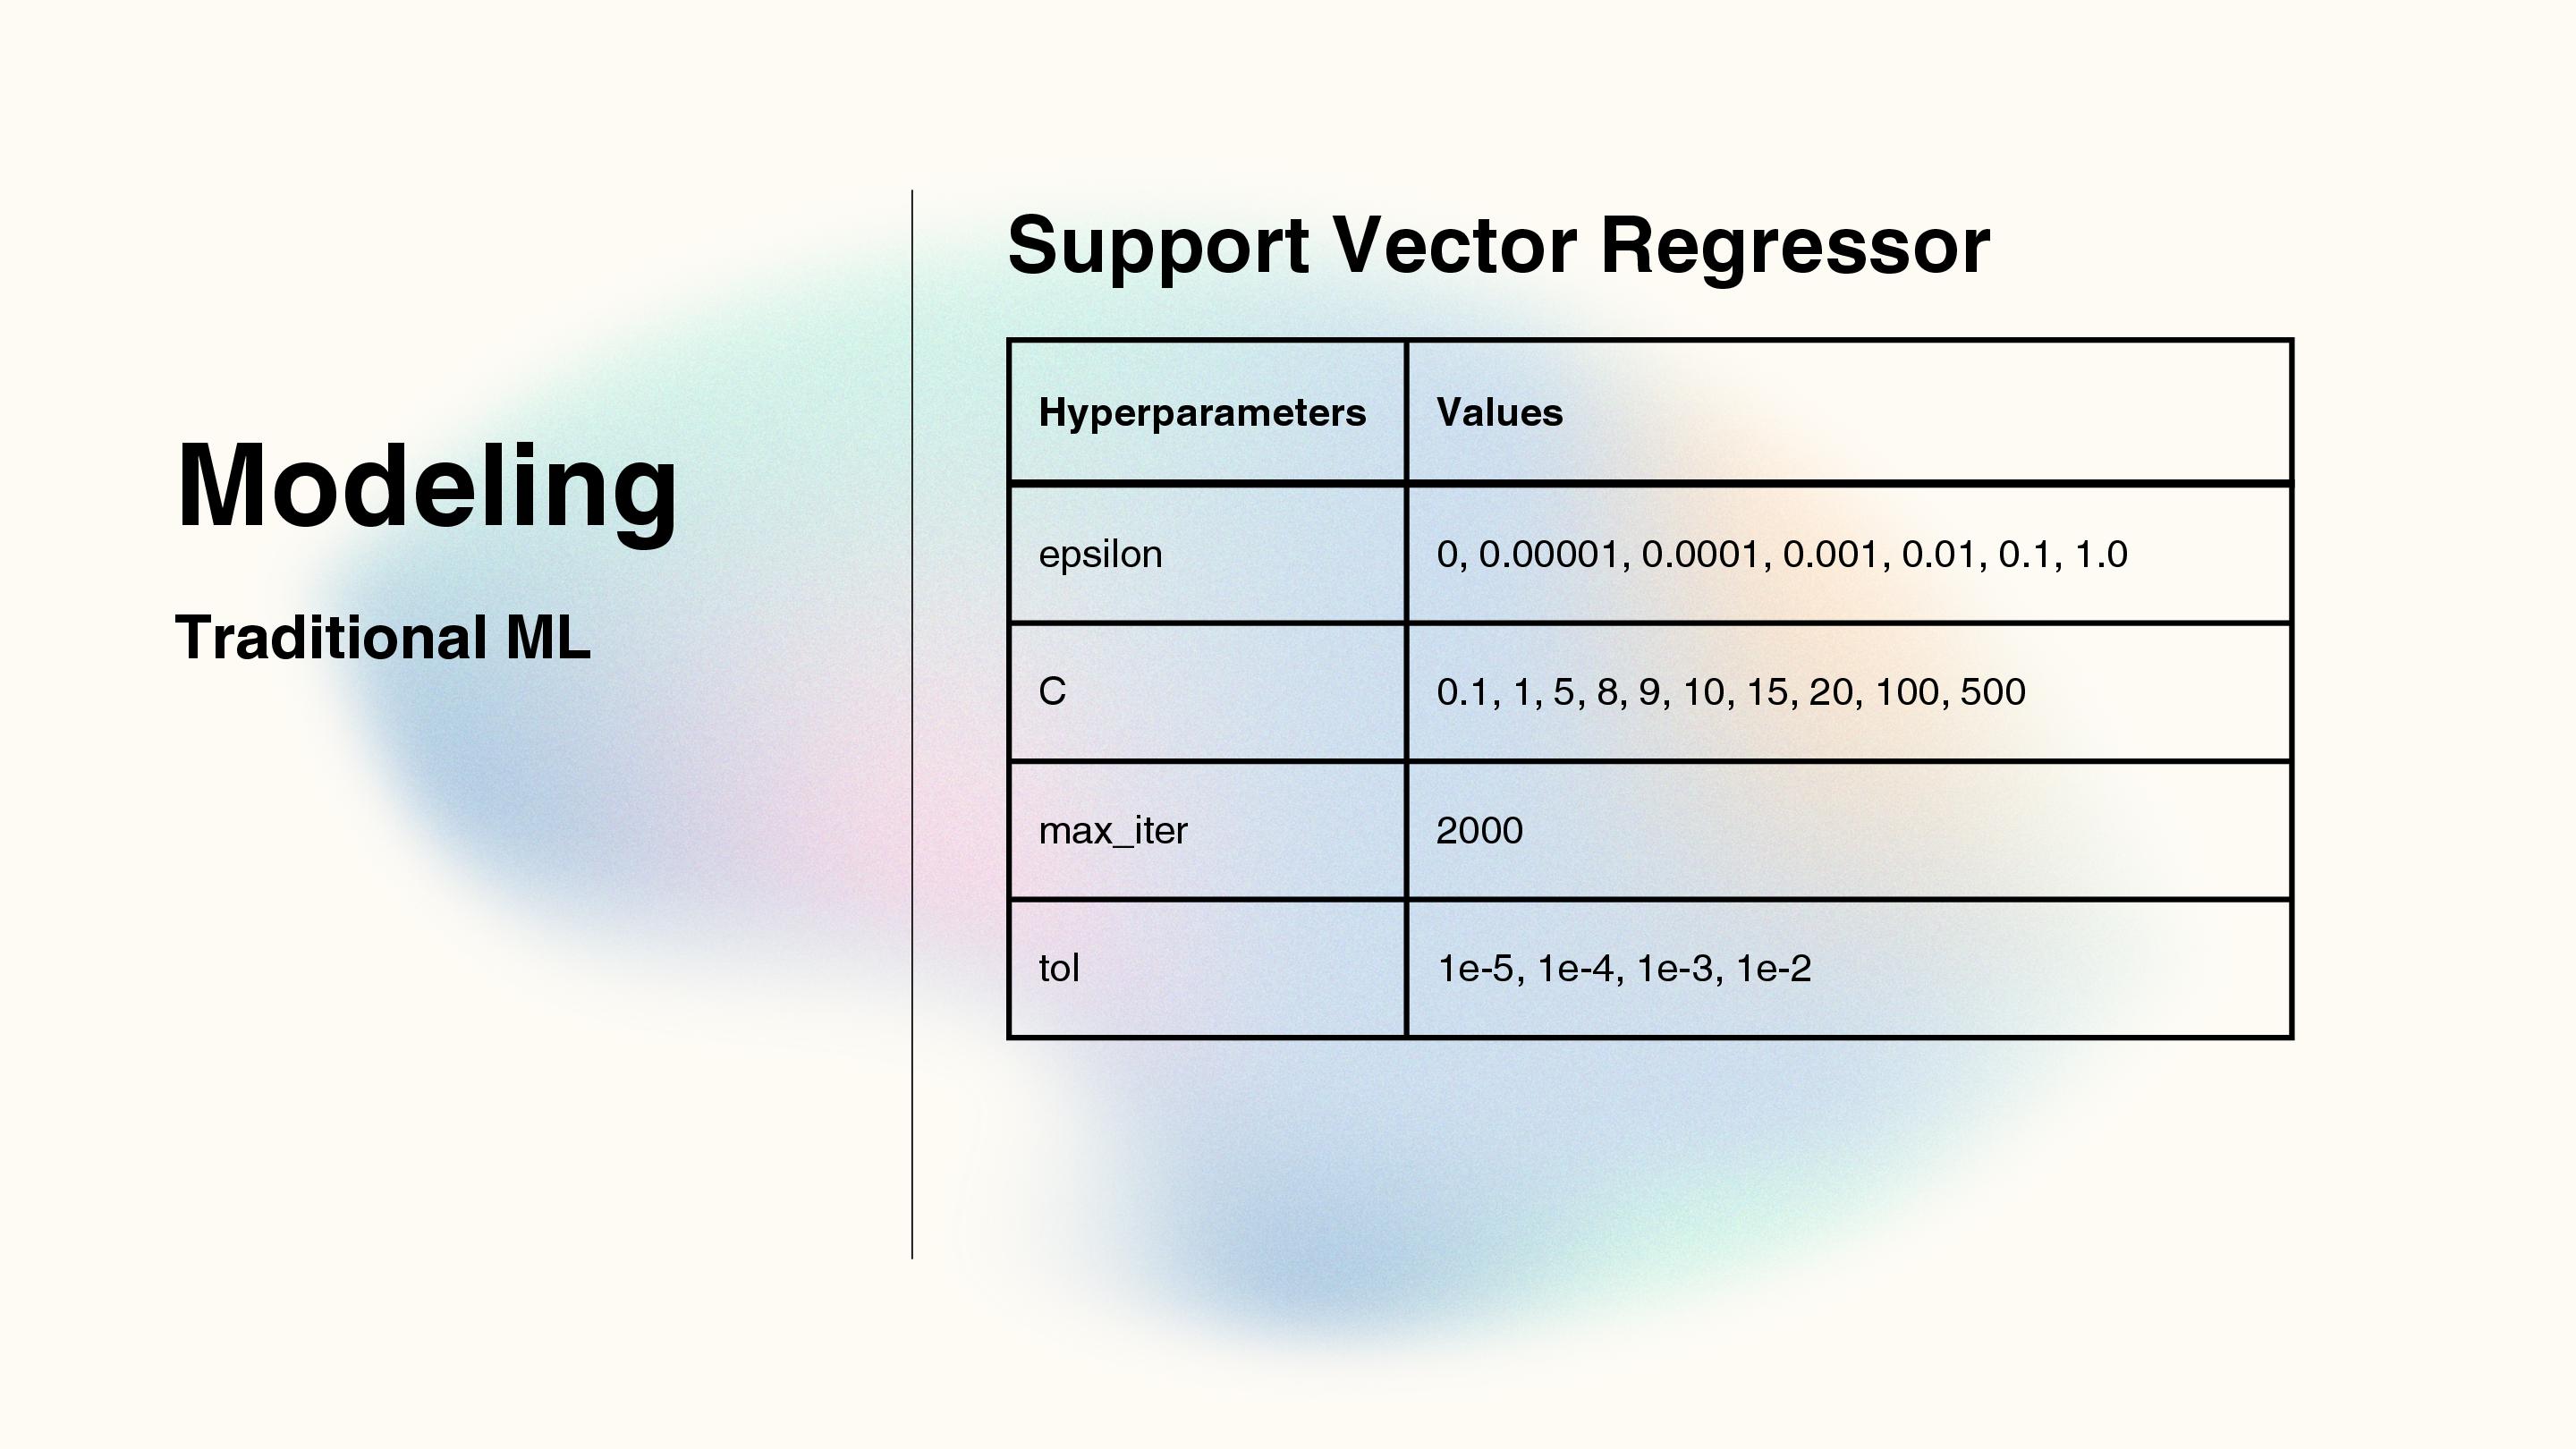 Modeling
Traditional ML
Support Vector Regressor
Hyperparameters Values
epsilon 0, 0.00001, 0.0001, 0.001, 0.01, 0.1, 1.0
C 0.1, 1, 5, 8, 9, 10, 15, 20, 100, 500
max_iter 2000
tol 1e-5, 1e-4, 1e-3, 1e-2